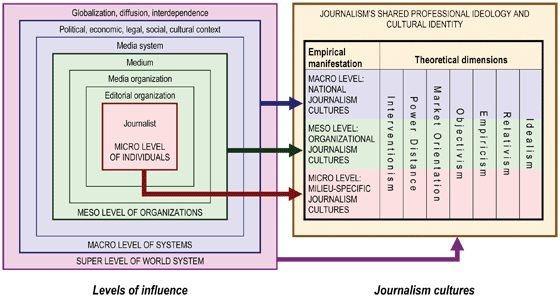 Globalization, diffusion, interdependence
Political, economic, legal, social, cultural context
Media system
Medium
Media organization
Editorial organization
Journalist
MICRO LEVEL
OF INDIVIDUALS
MESO LEVEL OF ORGANIZATIONS
MACRO LEVEL OF SYSTEMS
SUPER LEVEL OF WORLD SYSTEM
Levels of influence
JOURNALISM'S SHARED PROFESSIONAL IDEOLOGY AND
CULTURAL IDENTITY
Empirical
manifestation
Theoretical dimensions
MACRO LEVEL:
NATIONAL
JOURNALISM
CULTURES
MESO LEVEL:
ORGANIZATIONAL
JOURNALISM
CULTURES
MICRO LEVEL:
MILIEU-SPECIFIC
JOURNALISM
CULTURES
Interventionism
Power Distance
Market Orientation
Objectivism
Empiricism
Relativism
Idealism
Journalism cultures